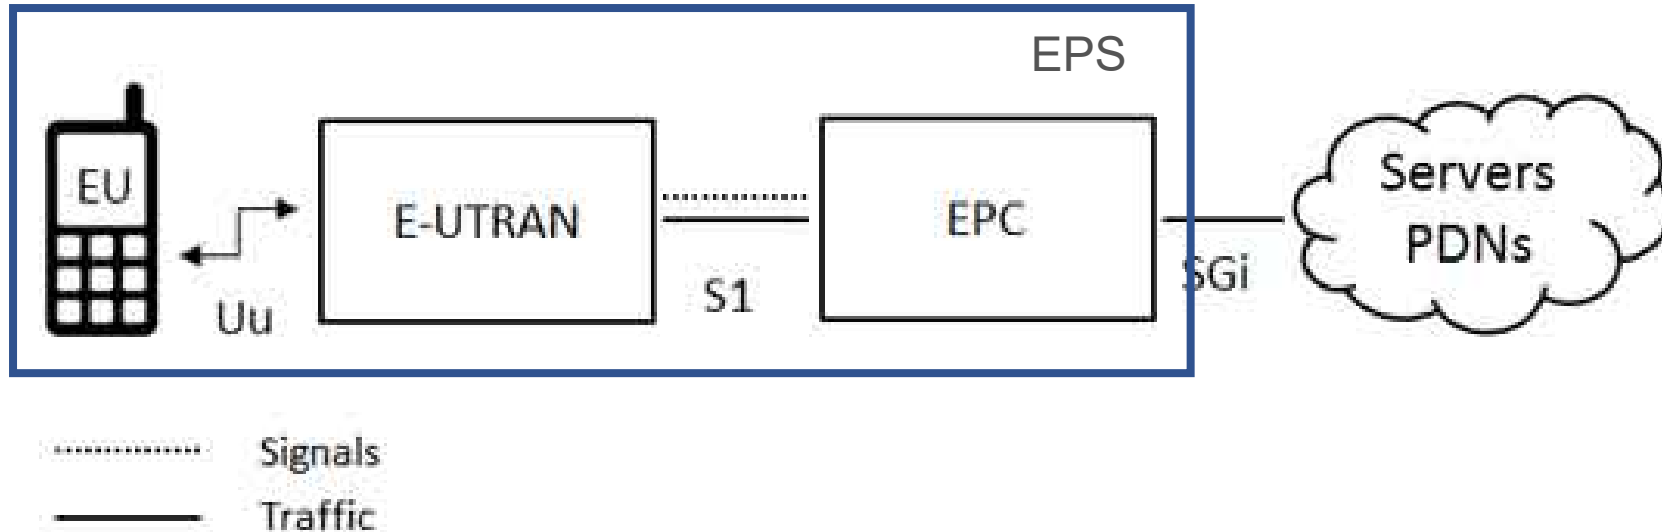 EPS
EU
E-UTRAN
EPC
Servers
PDNs
Uu
S1
SGi
Signals
Traffic